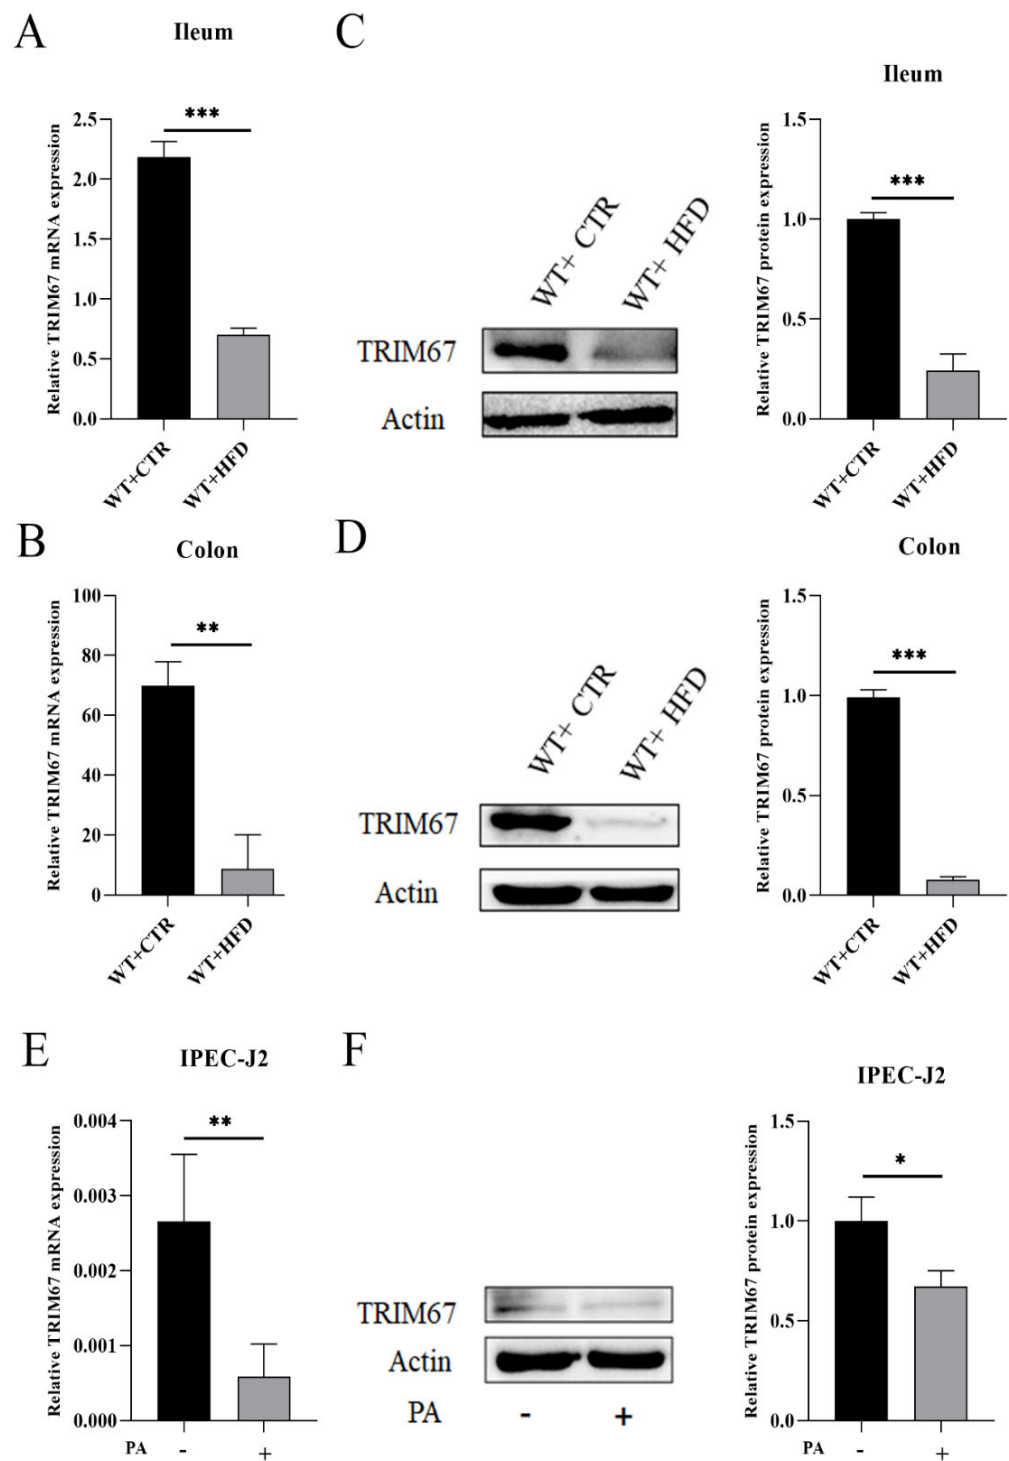 A
Ileum
Relative TRIM67 mRNA expression
2.5
2.0
1.5
1.0
0.5
0.0
***
WT+CTR
WT+HFD
C
WT+ CTR
WT+ HFD
TRIM67
Actin
Ileum
Relative TRIM67 protein expression
1.5
1.0
0.5
0.0
***
WT+CTR
WT+HFD
B
Colon
Relative TRIM67 mRNA expression
100
80
60
40
20
0
**
WT+CTR
WT+HFD
D
WT+ CTR
WT+ HFD
TRIM67
Actin
Colon
Relative TRIM67 protein expression
1.5
1.0
0.5
0.0
***
WT+CTR
WT+HFD
E
IPEC-J2
Relative TRIM67 mRNA expression
0.004
0.003
0.002
0.001
0.000
**
PA - +
F
TRIM67
Actin
PA - +
IPEC-J2
Relative TRIM67 protein expression
1.5
1.0
0.5
0.0
*
PA - +